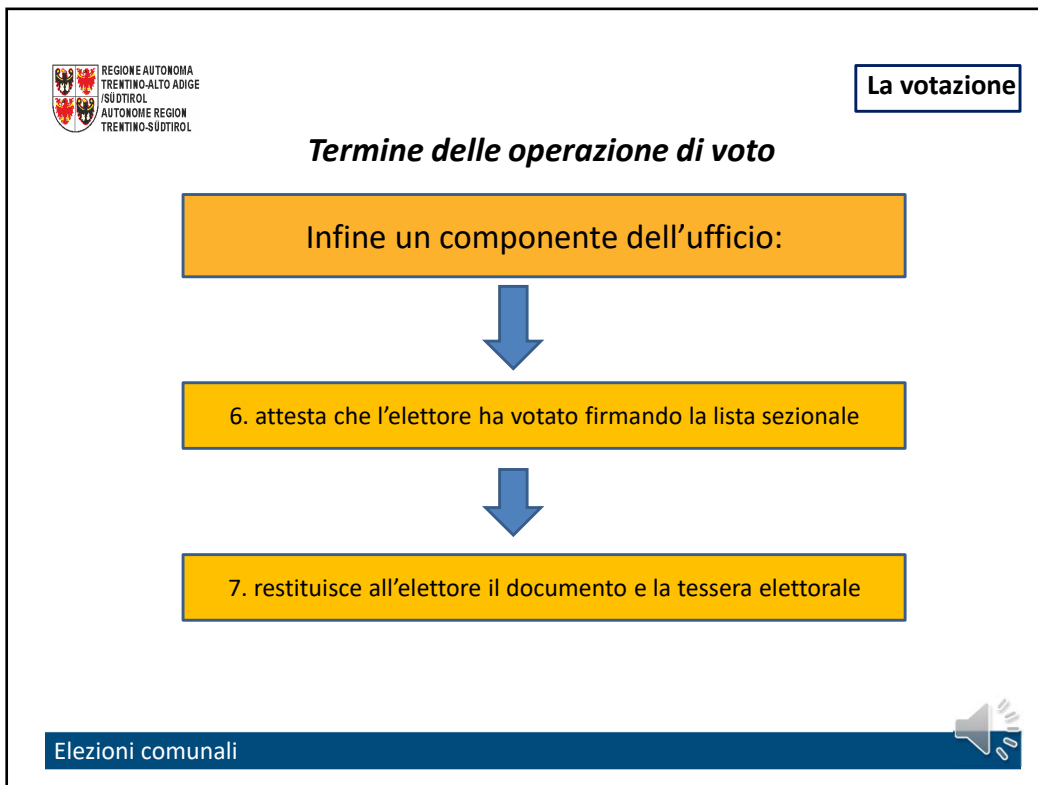 REGIONE AUTONOMA
TRENTINO-ALTO ADIGE
/SÜDTIROL
AUTONOME REGION
TRENTINO-SÜDTIROL
La votazione
Termine delle operazione di voto
Infine un componente dell’ufficio:
6. attesta che l’elettore ha votato firmando la lista sezionale
7. restituisce all’elettore il documento e la tessera elettorale
Elezioni comunali